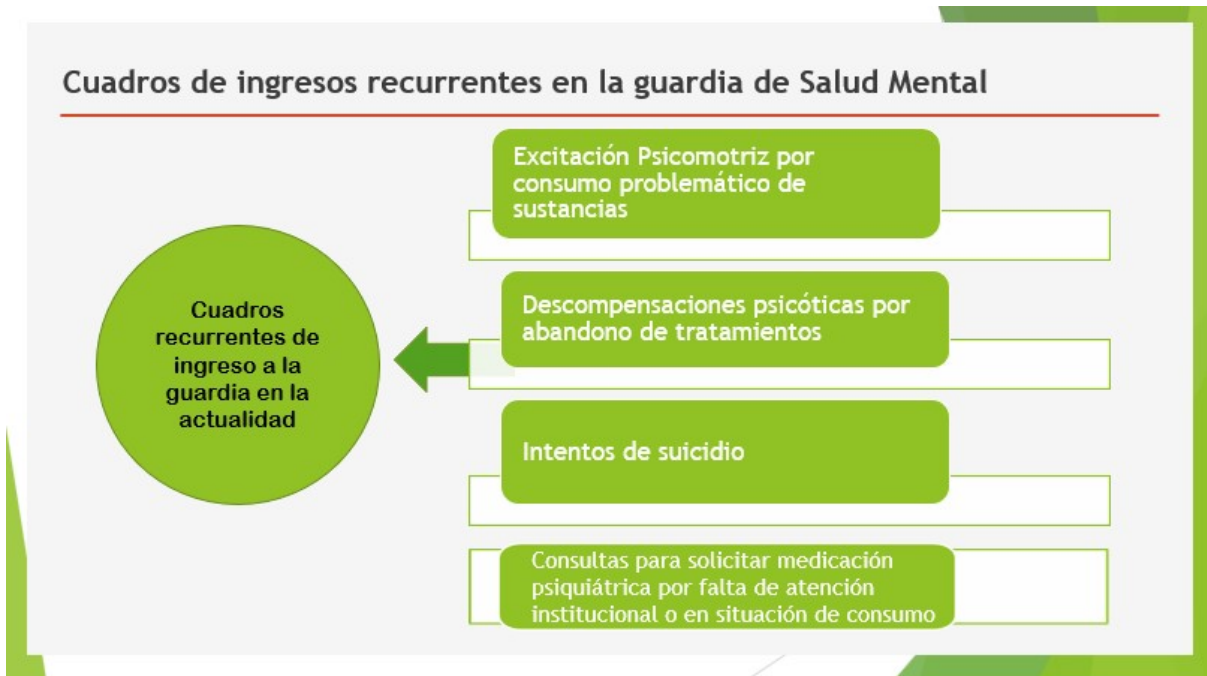 Cuadros de ingresos recurrentes en la guardia de Salud Mental
Excitación Psicomotriz por
consumo problemático de
sustancias
Cuadros
recurrentes de
ingreso a la
guardia en la
actualidad
Descompensaciones psicóticas por
abandono de tratamientos
Intentos de suicidio
Consultas para solicitar medicación
psiquiátrica por falta de atención
institucional o en situación de consumo